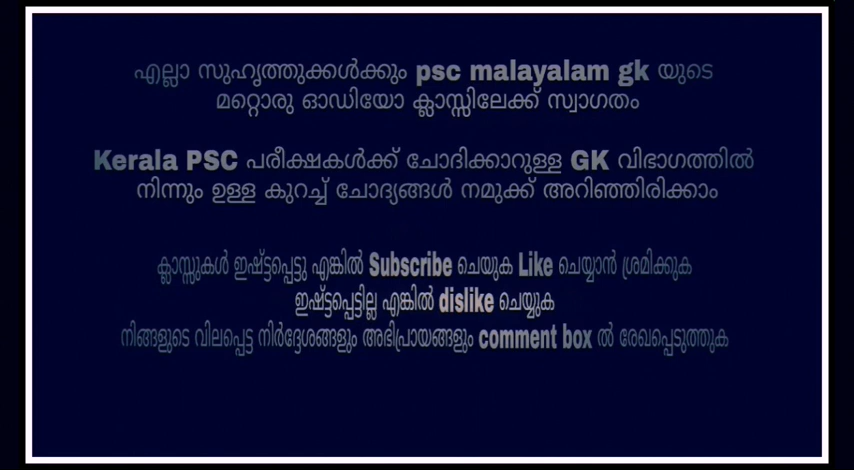 എല്ലാ സുഹൃത്തുക്കൾക്കും psc malayalam gk യുടെ
മറ്റൊരു ഓഡിയോ ക്ലാസ്സിലേക്ക് സ്വാഗതം
Kerala PSC പരീക്ഷകൾക്ക് ചോദിക്കാറുള്ള GK വിഭാഗത്തിൽ
നിന്നും ഉള്ള കുറച്ച് ചോദ്യങ്ങൾ നമുക്ക് അറിഞ്ഞിരിക്കാം
ക്ലാസ്സുകൾ ഇഷ്ട്ടപ്പെട്ടു എങ്കിൽ Subscribe ചെയുക Like ചെയ്യാൻ ശ്രമിക്കുക
ഇഷ്ട്ടപ്പെട്ടില്ല എങ്കിൽ dislike ചെയ്യുക
നിങ്ങളുടെ വിലപ്പെട്ട നിർദ്ദേശങ്ങളും അഭിപ്രായങ്ങളും comment box ൽ രേഖപ്പെടുത്തുക